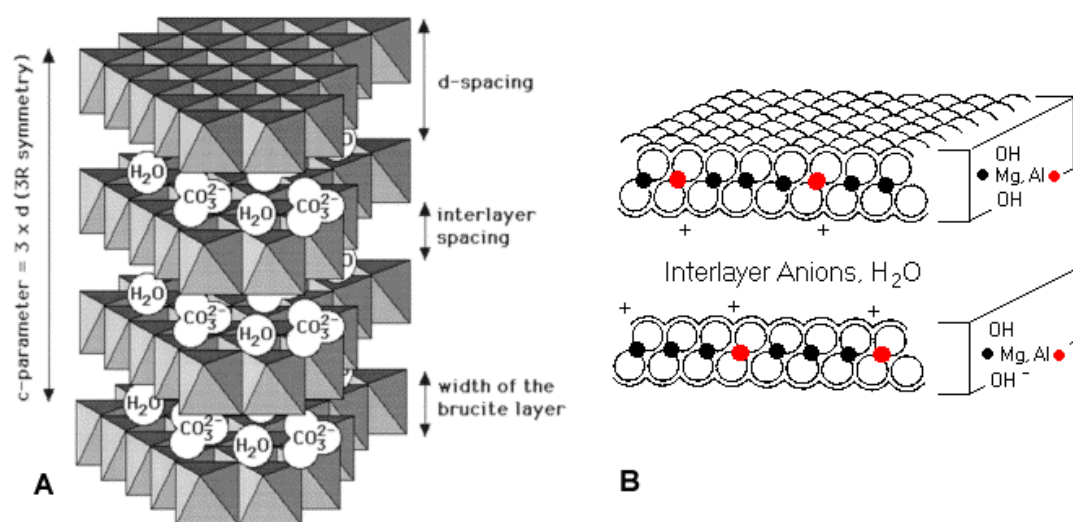 c-parameter = 3 x d (3R symmetry)
d-spacing
H₂O
CO₃²⁻
H₂O
CO₃²⁻
interlayer
spacing
H₂O
CO₃²⁻
H₂O
CO₃²⁻
width of the
brucite layer
H₂O
CO₃²⁻
H₂O
CO₃²⁻
A
OH
Mg, Al
OH
+ +
Interlayer Anions, H₂O
+ + +
OH
Mg, Al
OH⁻
B